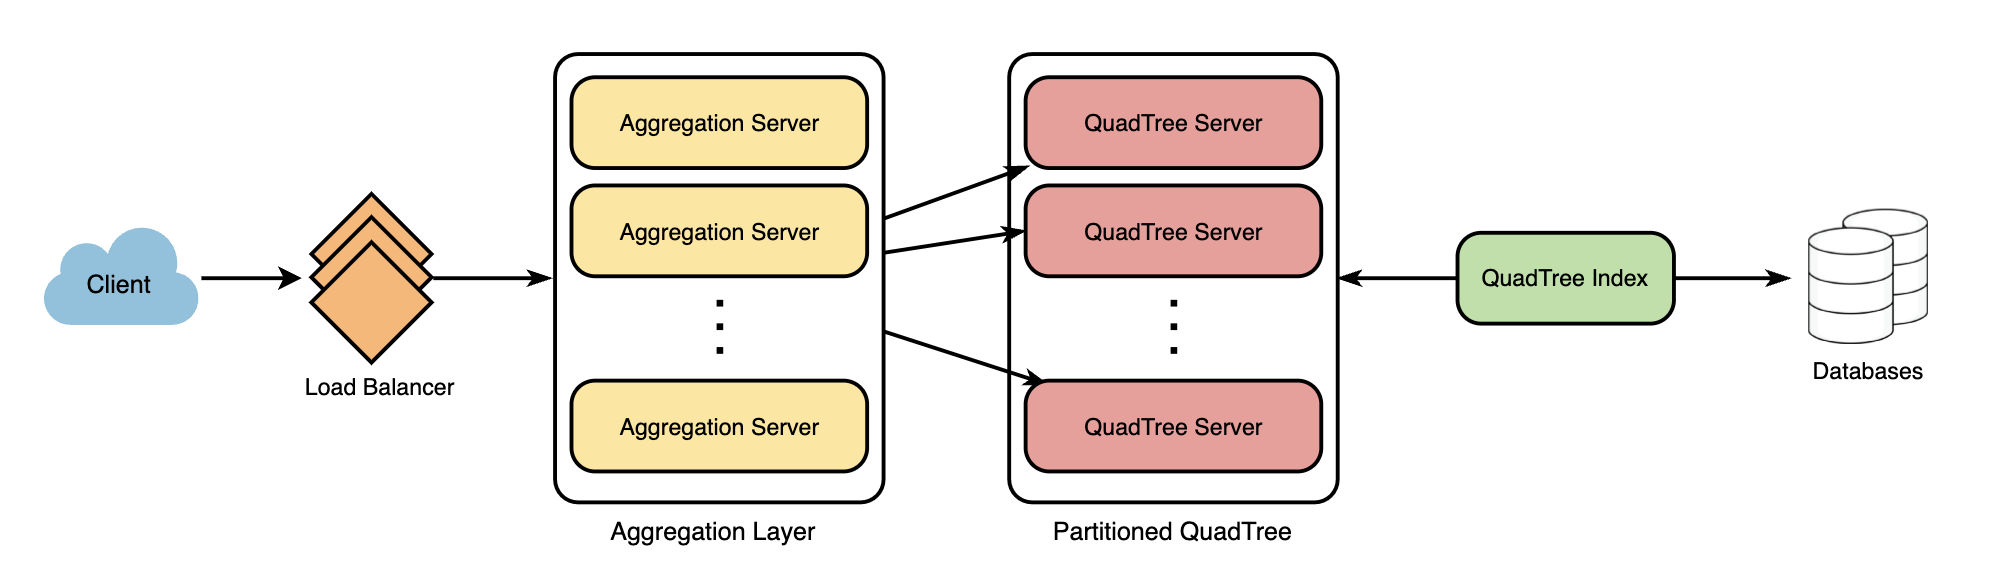 Client
Load Balancer
Aggregation Server
Aggregation Server
Aggregation Server
Aggregation Layer
QuadTree Server
QuadTree Server
QuadTree Server
Partitioned QuadTree
QuadTree Index
Databases